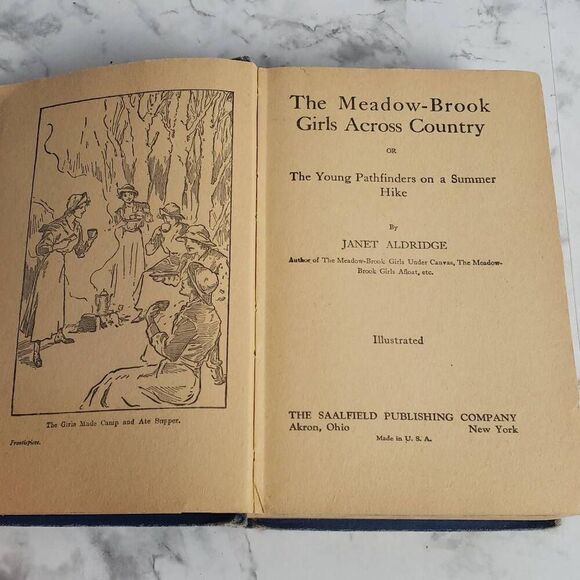 The Girls Made Camp and Ate Supper.
Frontispiece.
The Meadow-Brook
Girls Across Country
OR
The Young Pathfinders on a Summer
Hike
By
JANET ALDRIDGE
Author of The Meadow-Brook Girls Under Canvas, The Meadow-
Brook Girls Afloat, etc.
Illustrated
THE SAALFIELD PUBLISHING COMPANY
Akron, Ohio New York
Made in U. S. A.